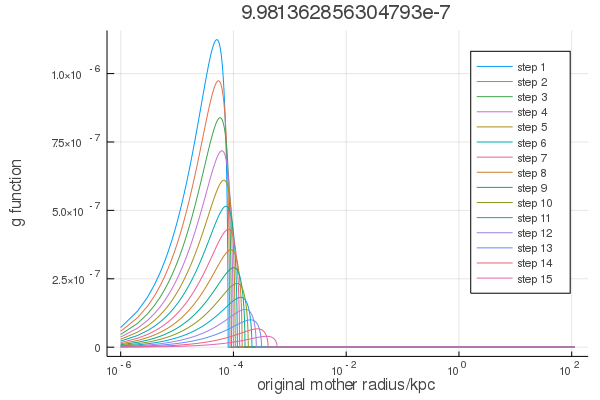 9.9813628556304793e-7
g function
1.0×10 ⁻⁶
7.5×10 ⁻⁷
5.0×10 ⁻⁷
2.5×10 ⁻⁷
0
10⁻⁶ 10⁻⁴ 10⁻² 10⁰ 10²
original mother radius/kpc
step 1
step 2
step 3
step 4
step 5
step 6
step 7
step 8
step 9
step 10
step 11
step 12
step 13
step 14
step 15